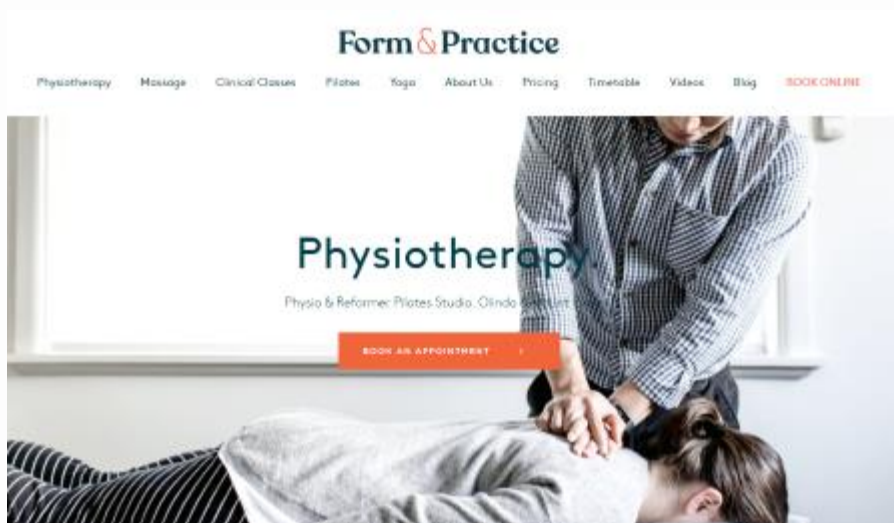 Form & Practice
Physiotherapy Massage Clinical Classes Pilates Yoga About Us Pricing Timetable Videos Blog BOOK ONLINE
Physiotherapy.
Physio & Reformer Pilates Studio. Olinda
BOOK AN APPOINTMENT ›